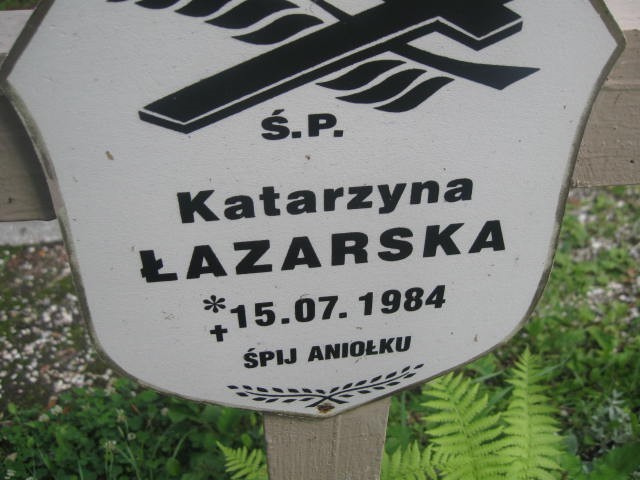 Ś.P.
Katarzyna
ŁAZARSKA
*
+ 15.07.1984
ŚPIJ ANIOŁKU